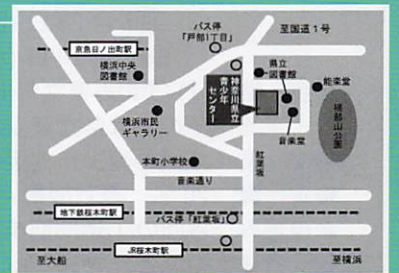 バス停
「戸部1丁目」
至国道1号
京急日ノ出町駅
横浜中央
図書館
県立
図書館
能楽堂
神奈川県立
青少年
センター
掃部山公園
横浜市民
ギャラリー
音楽堂
紅葉坂
本町小学校
音楽通り
地下鉄桜木町駅
バス停「紅葉坂」
JR桜木町駅
至大船
至横浜